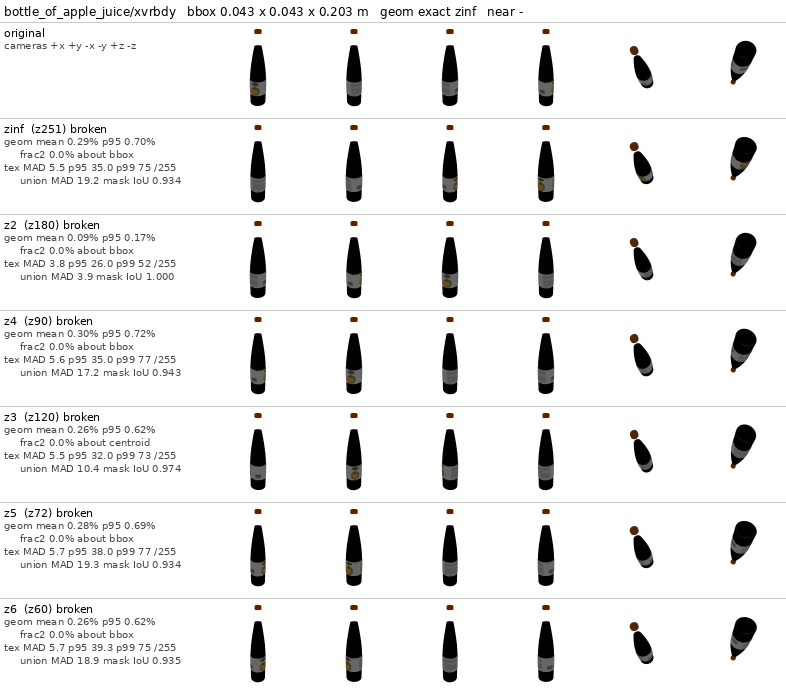 bottle_of_apple_juice/xvrbdy bbox 0.043 x 0.043 x 0.203 m geom exact zinf near -
original
cameras +x +y -x -y +z -z
zinf (z251) broken
geom mean 0.29% p95 0.70%
frac2 0.0% about bbox
tex MAD 5.5 p95 35.0 p99 75 /255
union MAD 19.2 mask IoU 0.934
z2 (z180) broken
geom mean 0.09% p95 0.17%
frac2 0.0% about bbox
tex MAD 3.8 p95 26.0 p99 52 /255
union MAD 3.9 mask IoU 1.000
z4 (z90) broken
geom mean 0.30% p95 0.72%
frac2 0.0% about bbox
tex MAD 5.6 p95 35.0 p99 77 /255
union MAD 17.2 mask IoU 0.943
z3 (z120) broken
geom mean 0.26% p95 0.62%
frac2 0.0% about centroid
tex MAD 5.5 p95 32.0 p99 73 /255
union MAD 10.4 mask IoU 0.974
z5 (z72) broken
geom mean 0.28% p95 0.69%
frac2 0.0% about bbox
tex MAD 5.7 p95 38.0 p99 77 /255
union MAD 19.3 mask IoU 0.934
z6 (z60) broken
geom mean 0.26% p95 0.62%
frac2 0.0% about bbox
tex MAD 5.7 p95 39.3 p99 75 /255
union MAD 18.9 mask IoU 0.935